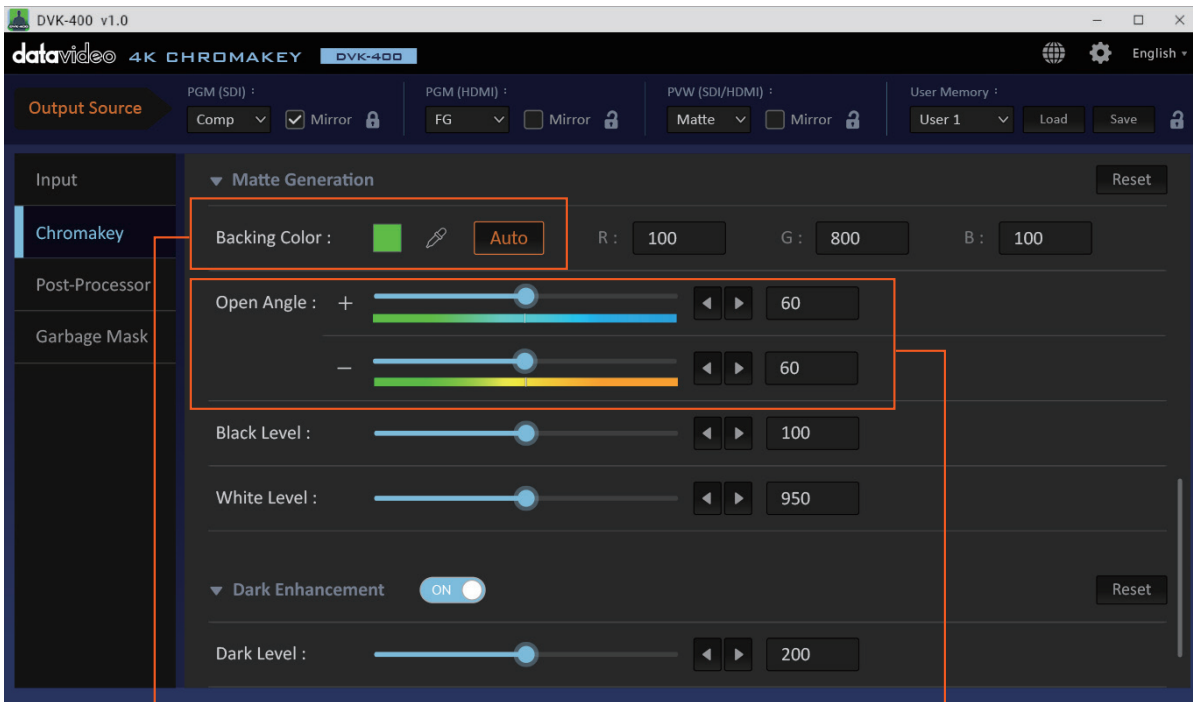 DVK-400 v1.0
datavideo 4K CHROMAKEY DVK-400 English
Output Source
PGM (SDI) : PGM (HDMI) : PVW (SDI/HDMI) : User Memory :
Comp Mirror FG Mirror Matte Mirror User 1 Load Save
Input
Chromakey
Post-Processor
Garbage Mask
Matte Generation Reset
Backing Color : Auto R : 100 G : 800 B : 100
Open Angle : + 60
− 60
Black Level : 100
White Level : 950
Dark Enhancement ON Reset
Dark Level : 200